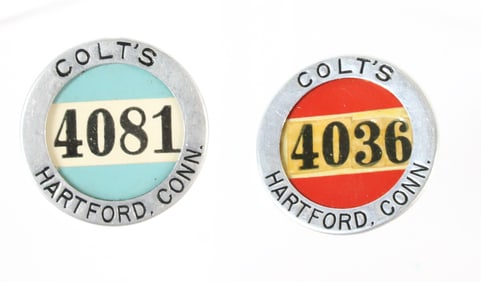 COLT'S
4081
HARTFORD, CONN.
COLT'S
4036
HARTFORD, CONN.